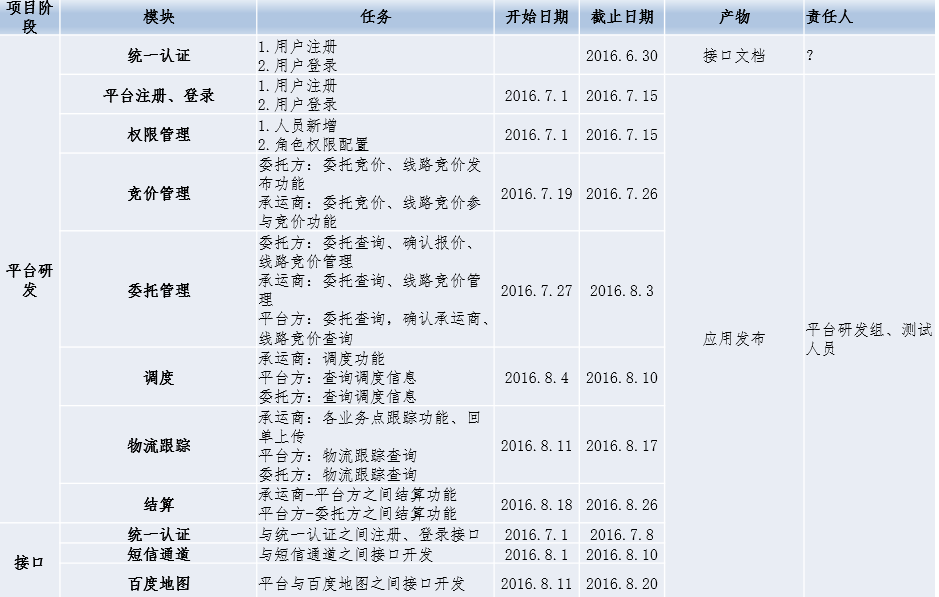 项目阶段 模块 任务 开始日期 截止日期 产物 责任人
平台研发
统一认证
1.用户注册
2.用户登录
2016.6.30
接口文档
?
平台注册、登录
1.用户注册
2.用户登录
2016.7.1 2016.7.15
应用发布
平台研发组、测试
人员
权限管理
1.人员新增
2.角色权限配置
2016.7.1 2016.7.15
竞价管理
委托方：委托竞价、线路竞价发
布功能
承运商：委托竞价、线路竞价参
与竞价功能
2016.7.19 2016.7.26
委托管理
委托方：委托查询、确认报价、
线路竞价管理
承运商：委托查询、线路竞价管
理
平台方：委托查询，确认承运商、
线路竞价查询
2016.7.27 2016.8.3
调度
承运商：调度功能
平台方：查询调度信息
委托方：查询调度信息
2016.8.4 2016.8.10
物流跟踪
承运商：各业务点跟踪功能、回
单上传
平台方：物流跟踪查询
委托方：物流跟踪查询
2016.8.11 2016.8.17
结算
承运商-平台方之间结算功能
平台方-委托方之间结算功能
2016.8.18 2016.8.26
接口
统一认证 与统一认证之间注册、登录接口 2016.7.1 2016.7.8
短信通道 与短信通道之间接口开发 2016.8.1 2016.8.10
百度地图 平台与百度地图之间接口开发 2016.8.11 2016.8.20